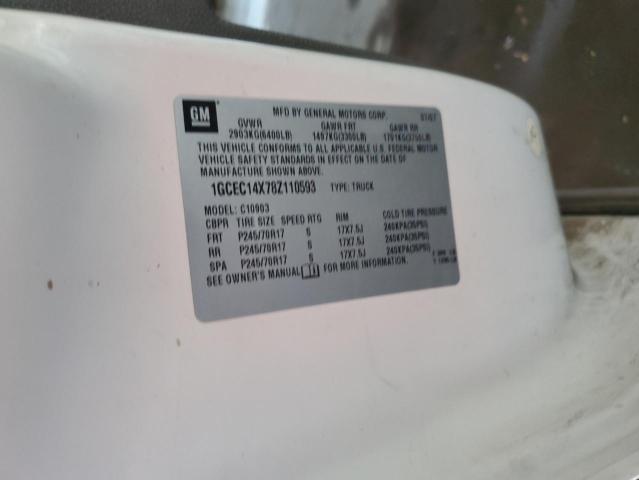 GM
MFD BY GENERAL MOTORS CORP. 07/07
GVWR GAWR FRT GAWR RR
2903KG(6400LB) 1497KG(3300LB) 1701KG(3750LB)
THIS VEHICLE CONFORMS TO ALL APPLICABLE U.S. FEDERAL MOTOR
VEHICLE SAFETY STANDARDS IN EFFECT ON THE DATE OF
MANUFACTURE SHOWN ABOVE.
1GCEC14X78Z110593 TYPE: TRUCK
MODEL: C10903
CBPR TIRE SIZE SPEED RTG RIM COLD TIRE PRESSURE
FRT P245/70R17 S 17X7.5J 240KPA(35PSI)
RR P245/70R17 S 17X7.5J 240KPA(35PSI)
SPA P245/70R17 S 17X7.5J 240KPA(35PSI)
SEE OWNER'S MANUAL FOR MORE INFORMATION.